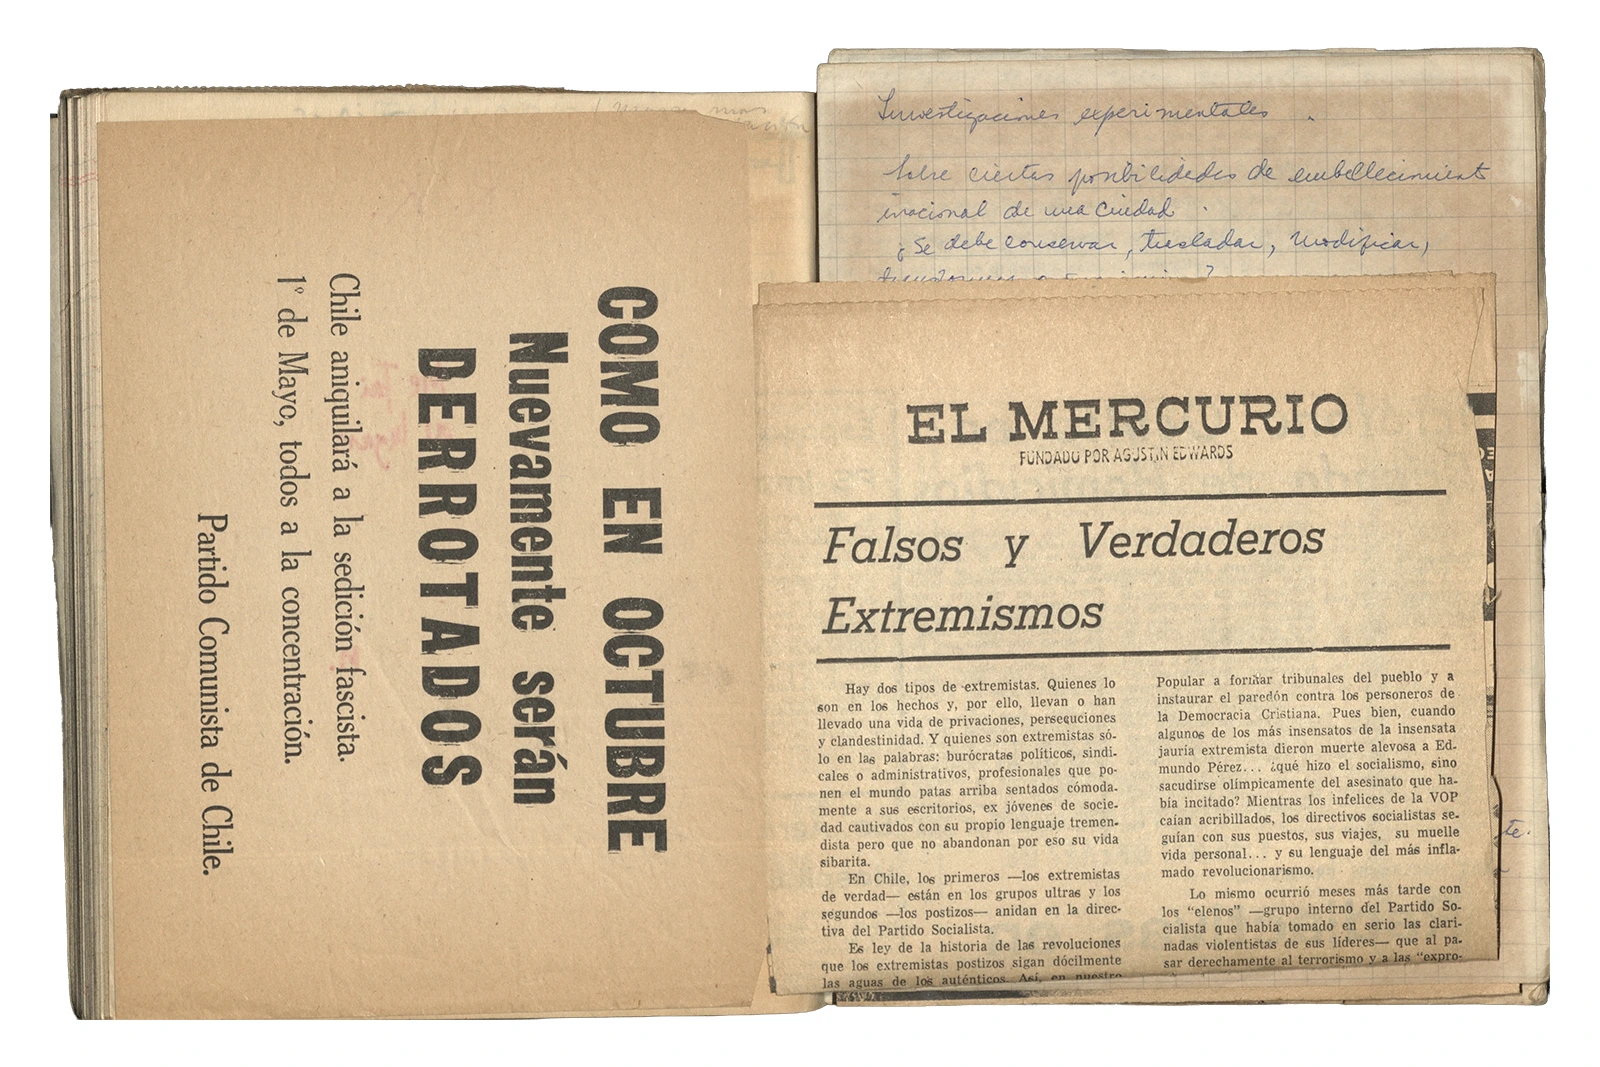 COMO EN OCTUBRE
Nuevamente serán
DERROTADOS
Chile aniquilará a la sedición fascista.
1º de Mayo, todos a la concentración.
Partido Comunista de Chile.
Investigaciones experimentales .
Sobre ciertas posibilidades de embellecimient
irracional de una ciudad .
¿Se debe conservar, trasladar, modificar,
EL MERCURIO
FUNDADO POR AGUSTIN EDWARDS
Falsos y Verdaderos
Extremismos
Hay dos tipos de extremistas. Quienes lo
son en los hechos y, por ello, llevan o han
llevado una vida de privaciones, persecuciones
y clandestinidad. Y quienes son extremistas só-
lo en las palabras: burócratas políticos, sindi-
cales o administrativos, profesionales que po-
nen el mundo patas arriba sentados cómoda-
mente a sus escritorios, ex jóvenes de socie-
dad cautivados con su propio lenguaje tremen-
dista pero que no abandonan por eso su vida
sibarita.
En Chile, los primeros —los extremistas
de verdad— están en los grupos ultras y los
segundos —los postizos— anidan en la direc-
tiva del Partido Socialista.
Es ley de la historia de las revoluciones
que los extremistas postizos sigan dócilmente
las aguas de los auténticos. Así, en nuestro
Popular a formar tribunales del pueblo y a
instaurar el paredón contra los personeros de
la Democracia Cristiana. Pues bien, cuando
algunos de los más insensatos de la insensata
jauría extremista dieron muerte alevosa a Ed-
mundo Pérez... ¿qué hizo el socialismo, sino
sacudirse olímpicamente del asesinato que ha-
bía incitado? Mientras los infelices de la VOP
caían acribillados, los directivos socialistas se-
guían con sus puestos, sus viajes, su muelle
vida personal... y su lenguaje del más infla-
mado revolucionarismo.
Lo mismo ocurrió meses más tarde con
los “elenos” —grupo interno del Partido So-
cialista que había tomado en serio las clari-
nadas violentistas de sus líderes— que al pa-
sar derechamente al terrorismo y a las “expro-
te.